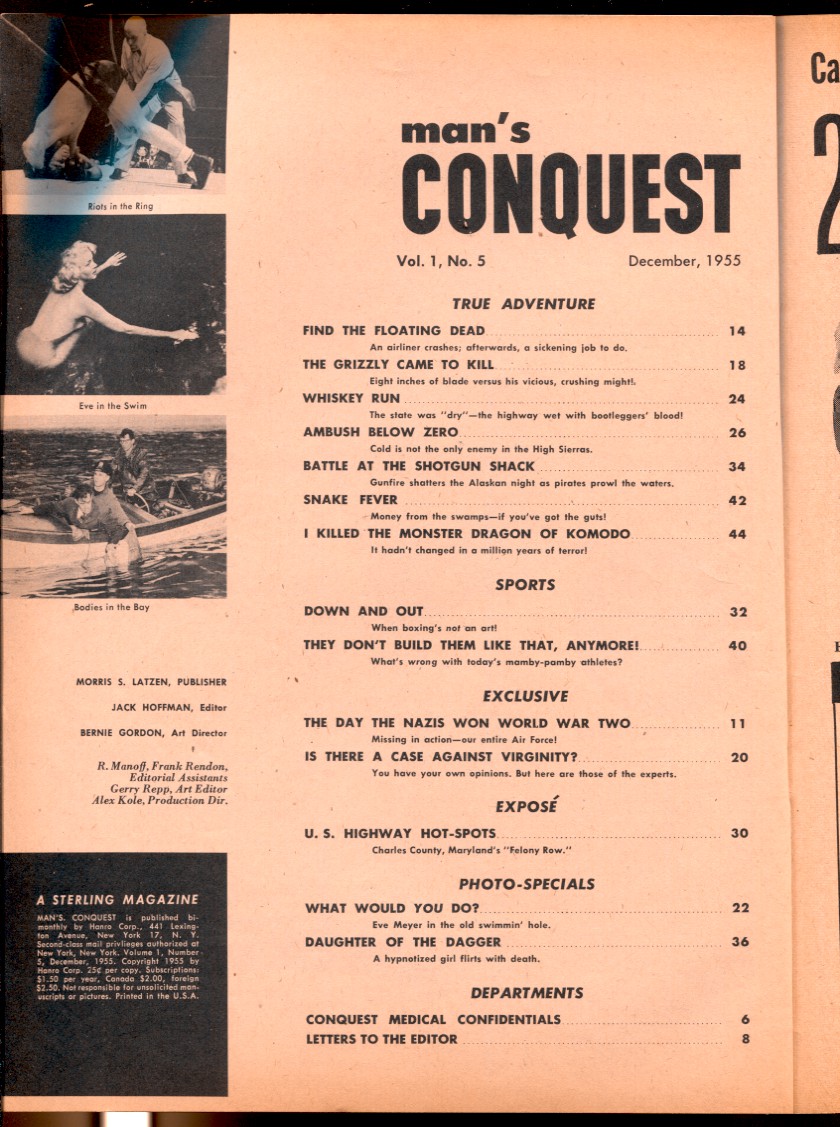 Riots in the Ring
Eve in the Swim
Bodies in the Bay
MORRIS S. LATZEN, PUBLISHER
JACK HOFFMAN, Editor
BERNIE GORDON, Art Director
R. Manoff, Frank Rendon,
Editorial Assistants
Gerry Repp, Art Editor
Alex Kole, Production Dir.
A STERLING MAGAZINE
MAN'S CONQUEST is published bi-
monthly by Hanro Corp., 441 Lexing-
ton Avenue, New York 17, N. Y.
Second-class mail privileges authorized at
New York, New York. Volume 1, Number
5, December, 1955. Copyright 1955 by
Hanro Corp. 25¢ per copy. Subscriptions:
$1.50 per year, Canada $2.00, foreign
$2.50. Not responsible for unsolicited man-
uscripts or pictures. Printed in the U.S.A.
man's
CONQUEST
Vol. 1, No. 5 December, 1955
TRUE ADVENTURE
FIND THE FLOATING DEAD 14
An airliner crashes; afterwards, a sickening job to do.
THE GRIZZLY CAME TO KILL 18
Eight inches of blade versus his vicious, crushing might!
WHISKEY RUN 24
The state was "dry"—the highway wet with bootleggers' blood!
AMBUSH BELOW ZERO 26
Cold is not the only enemy in the High Sierras.
BATTLE AT THE SHOTGUN SHACK 34
Gunfire shatters the Alaskan night as pirates prowl the waters.
SNAKE FEVER 42
Money from the swamps—if you've got the guts!
I KILLED THE MONSTER DRAGON OF KOMODO 44
It hadn't changed in a million years of terror!
SPORTS
DOWN AND OUT 32
When boxing's not an art!
THEY DON'T BUILD THEM LIKE THAT, ANYMORE! 40
What's wrong with today's mamby-pamby athletes?
EXCLUSIVE
THE DAY THE NAZIS WON WORLD WAR TWO 11
Missing in action—our entire Air Force!
IS THERE A CASE AGAINST VIRGINITY? 20
You have your own opinions. But here are those of the experts.
EXPOSÉ
U. S. HIGHWAY HOT-SPOTS 30
Charles County, Maryland's "Felony Row."
PHOTO-SPECIALS
WHAT WOULD YOU DO? 22
Eve Meyer in the old swimmin' hole.
DAUGHTER OF THE DAGGER 36
A hypnotized girl flirts with death.
DEPARTMENTS
CONQUEST MEDICAL CONFIDENTIALS 6
LETTERS TO THE EDITOR 8
Ca
2